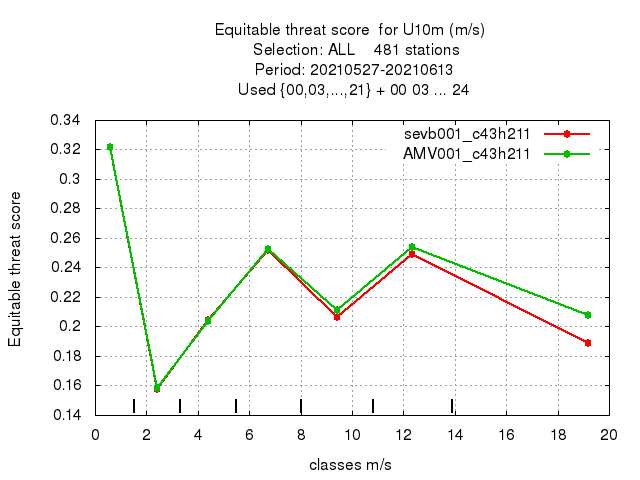 Equitable threat score  for U10m (m/s)
Selection: ALL    481 stations
Period: 20210527-20210613
Used {00,03,...,21} + 00 03 ... 24
sevb001_c43h211
AMV001_c43h211
Equitable threat score
0.34
0.32
0.3
0.28
0.26
0.24
0.22
0.2
0.18
0.16
0.14
0 2 4 6 8 10 12 14 16 18 20
classes m/s